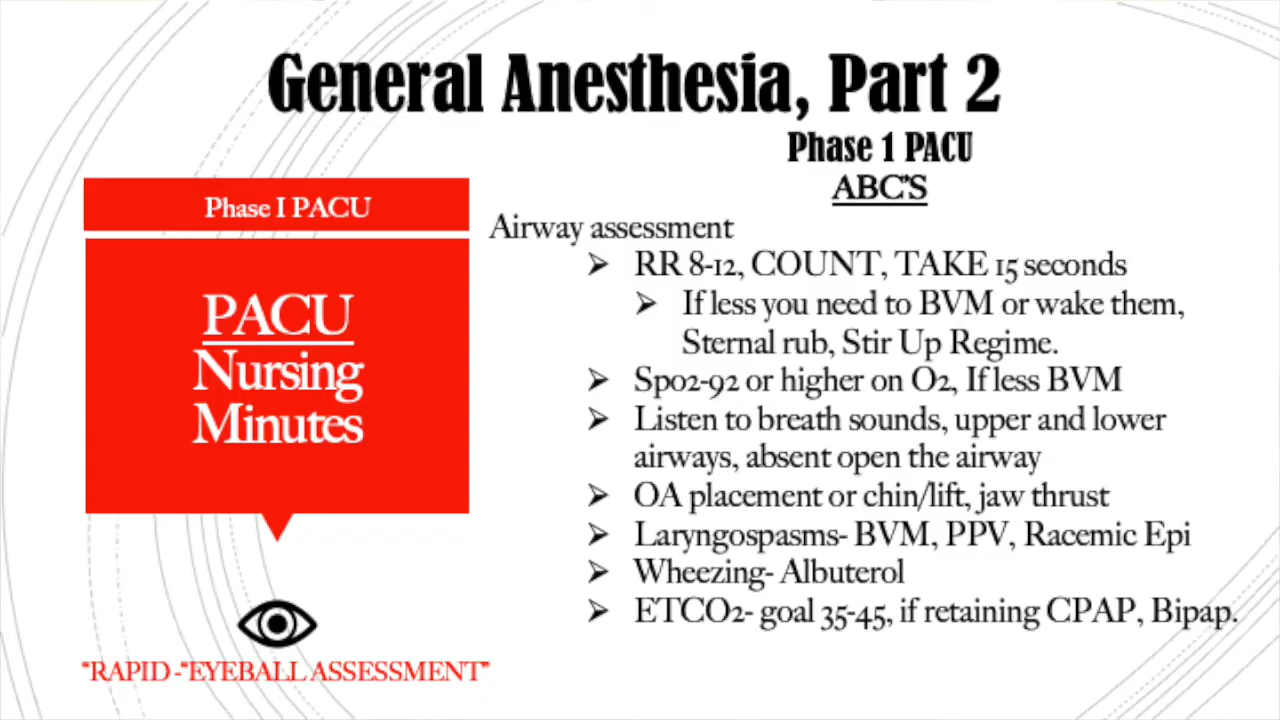 General Anesthesia, Part 2
Phase 1 PACU
ABC'S
Phase I PACU
PACU
Nursing
Minutes
"RAPID -"EYEBALL ASSESSMENT"
Airway assessment
➢ RR 8-12, COUNT, TAKE 15 seconds
➢ If less you need to BVM or wake them,
Sternal rub, Stir Up Regime.
➢ Sp02-92 or higher on O2, If less BVM
➢ Listen to breath sounds, upper and lower
airways, absent open the airway
➢ OA placement or chin/lift, jaw thrust
➢ Laryngospasms- BVM, PPV, Racemic Epi
➢ Wheezing- Albuterol
➢ ETCO2- goal 35-45, if retaining CPAP, Bipap.